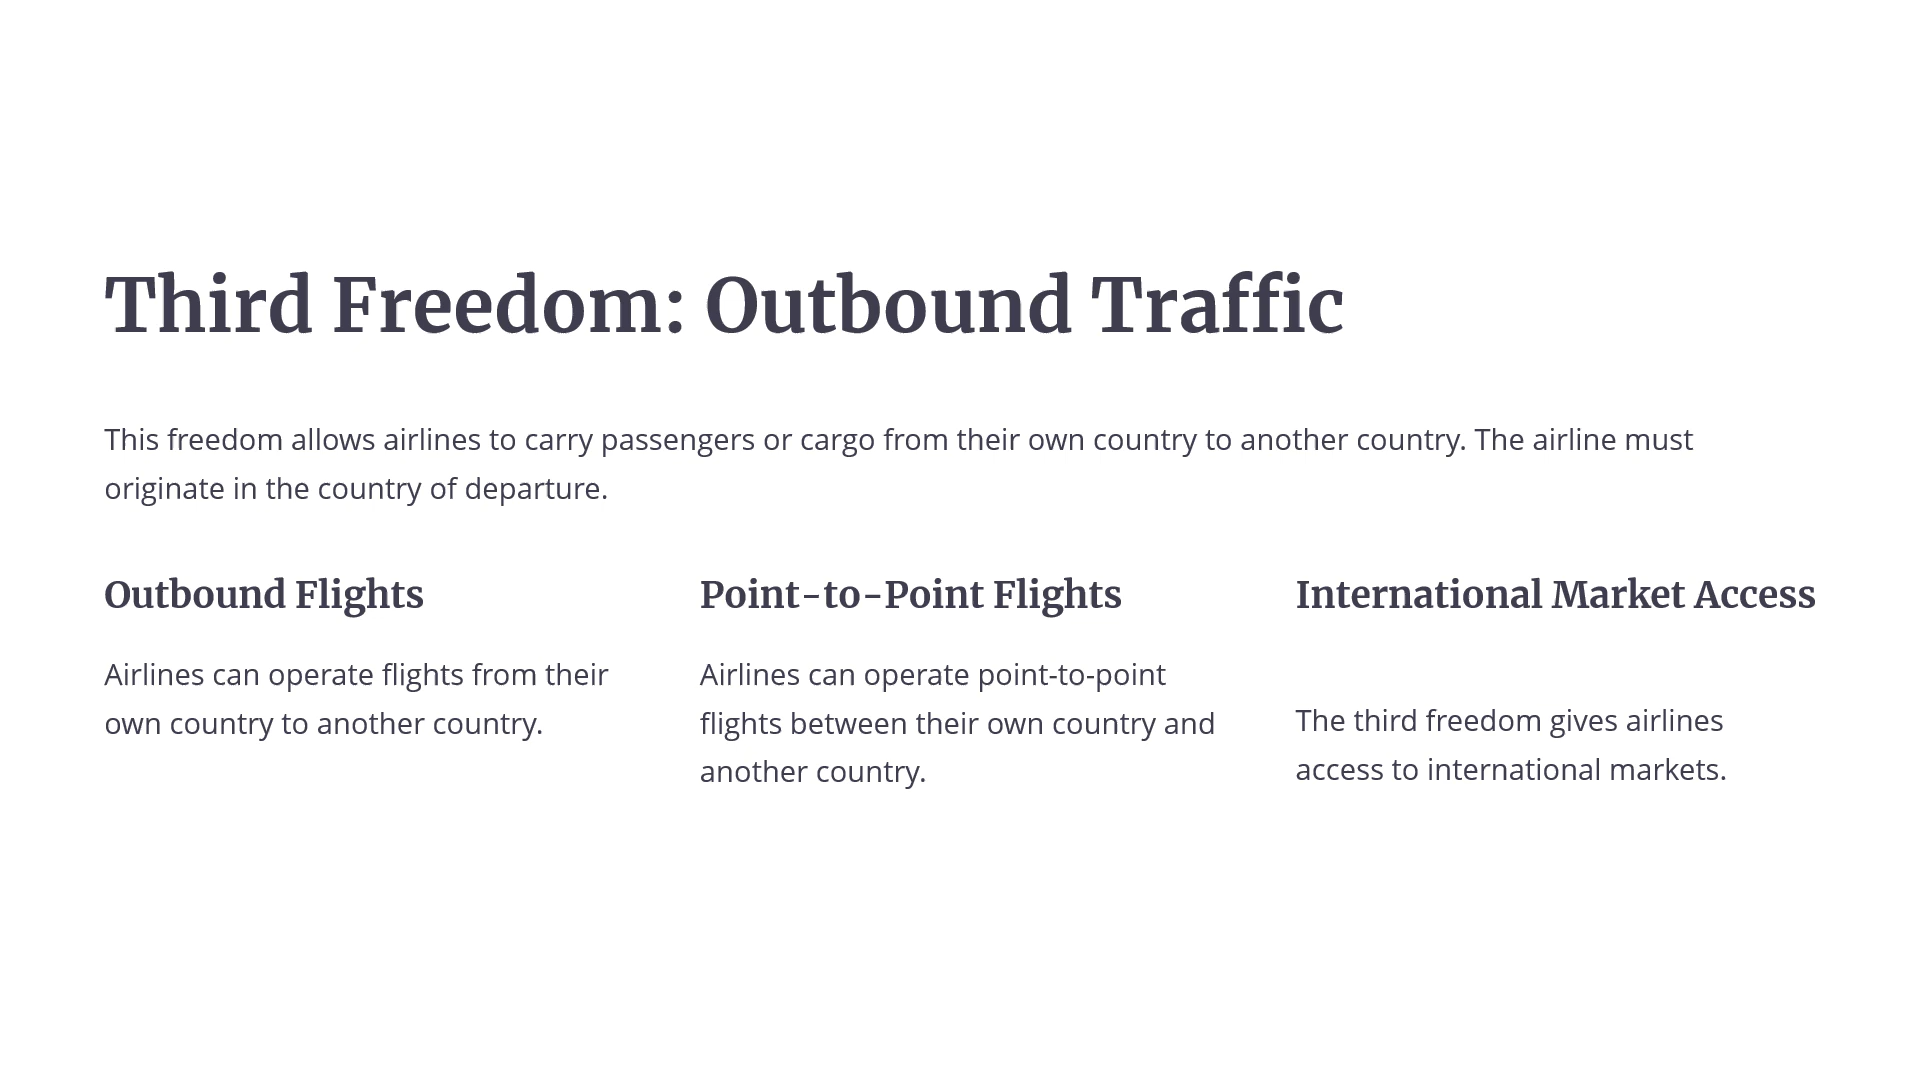 Third Freedom: Outbound Traffic
This freedom allows airlines to carry passengers or cargo from their own country to another country. The airline must
originate in the country of departure.
Outbound Flights
Airlines can operate flights from their
own country to another country.
Point-to-Point Flights
Airlines can operate point-to-point
flights between their own country and
another country.
International Market Access
The third freedom gives airlines
access to international markets.